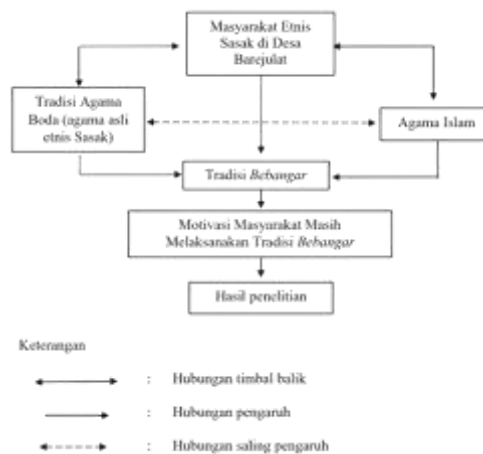 Masyarakat Etnis
Sasak di Desa
Barejulat
Tradisi Agama
Boda (agama asli
etnis Sasak)
Agama Islam
Tradisi Bebangar
Motivasi Masyarakat Masih
Melaksanakan Tradisi Bebangar
Hasil penelitian
Keterangan
: Hubungan timbal balik
: Hubungan pengaruh
: Hubungan saling pengaruh